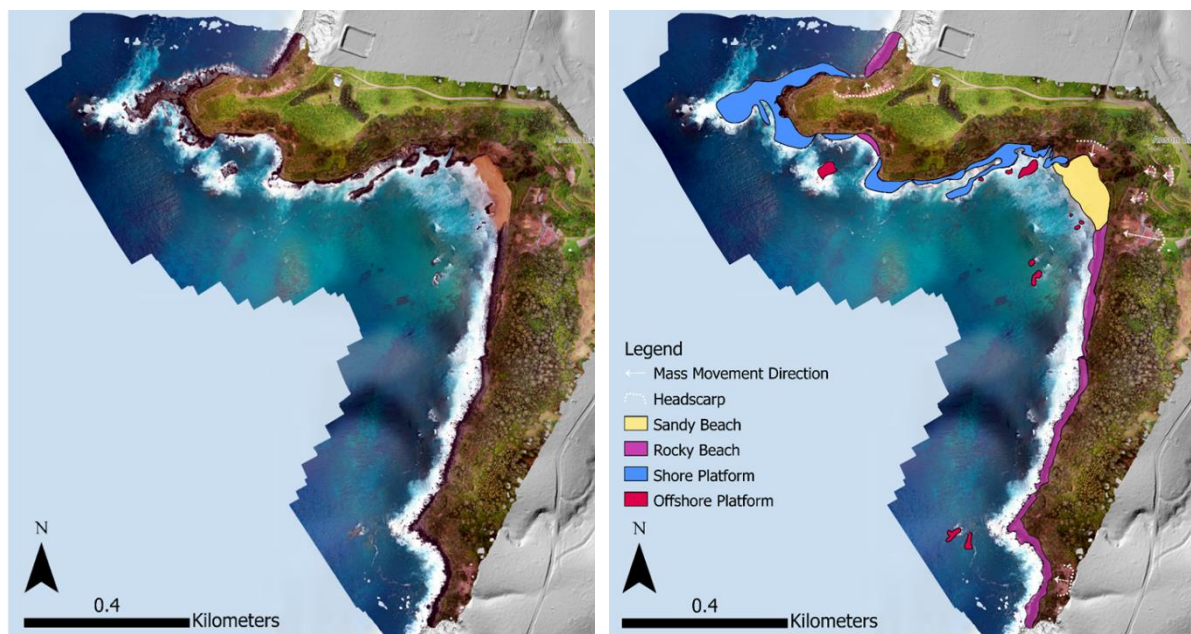 N
0.4
Kilometers
Legend
Mass Movement Direction
Headscarp
Sandy Beach
Rocky Beach
Shore Platform
Offshore Platform
N
0.4
Kilometers